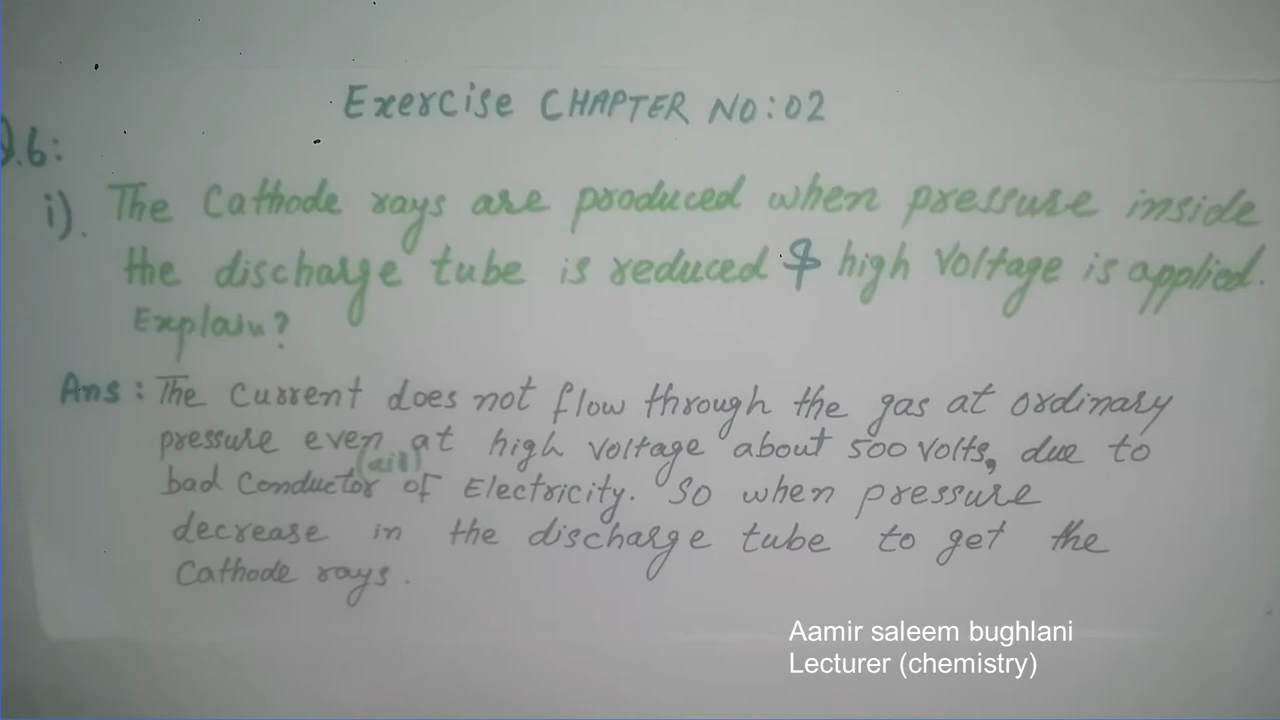 Exercise CHAPTER NO:02
Q.6:
i). The Cathode rays are produced when pressure inside
the discharge tube is reduced & high Voltage is applied.
Explain?
Ans: The Current does not flow through the gas at ordinary
pressure even at high voltage about 500 volts, due to
(air)
bad Conductor of Electricity. So when pressure
decrease in the discharge tube to get the
Cathode rays.
Aamir saleem bughlani
Lecturer (chemistry)